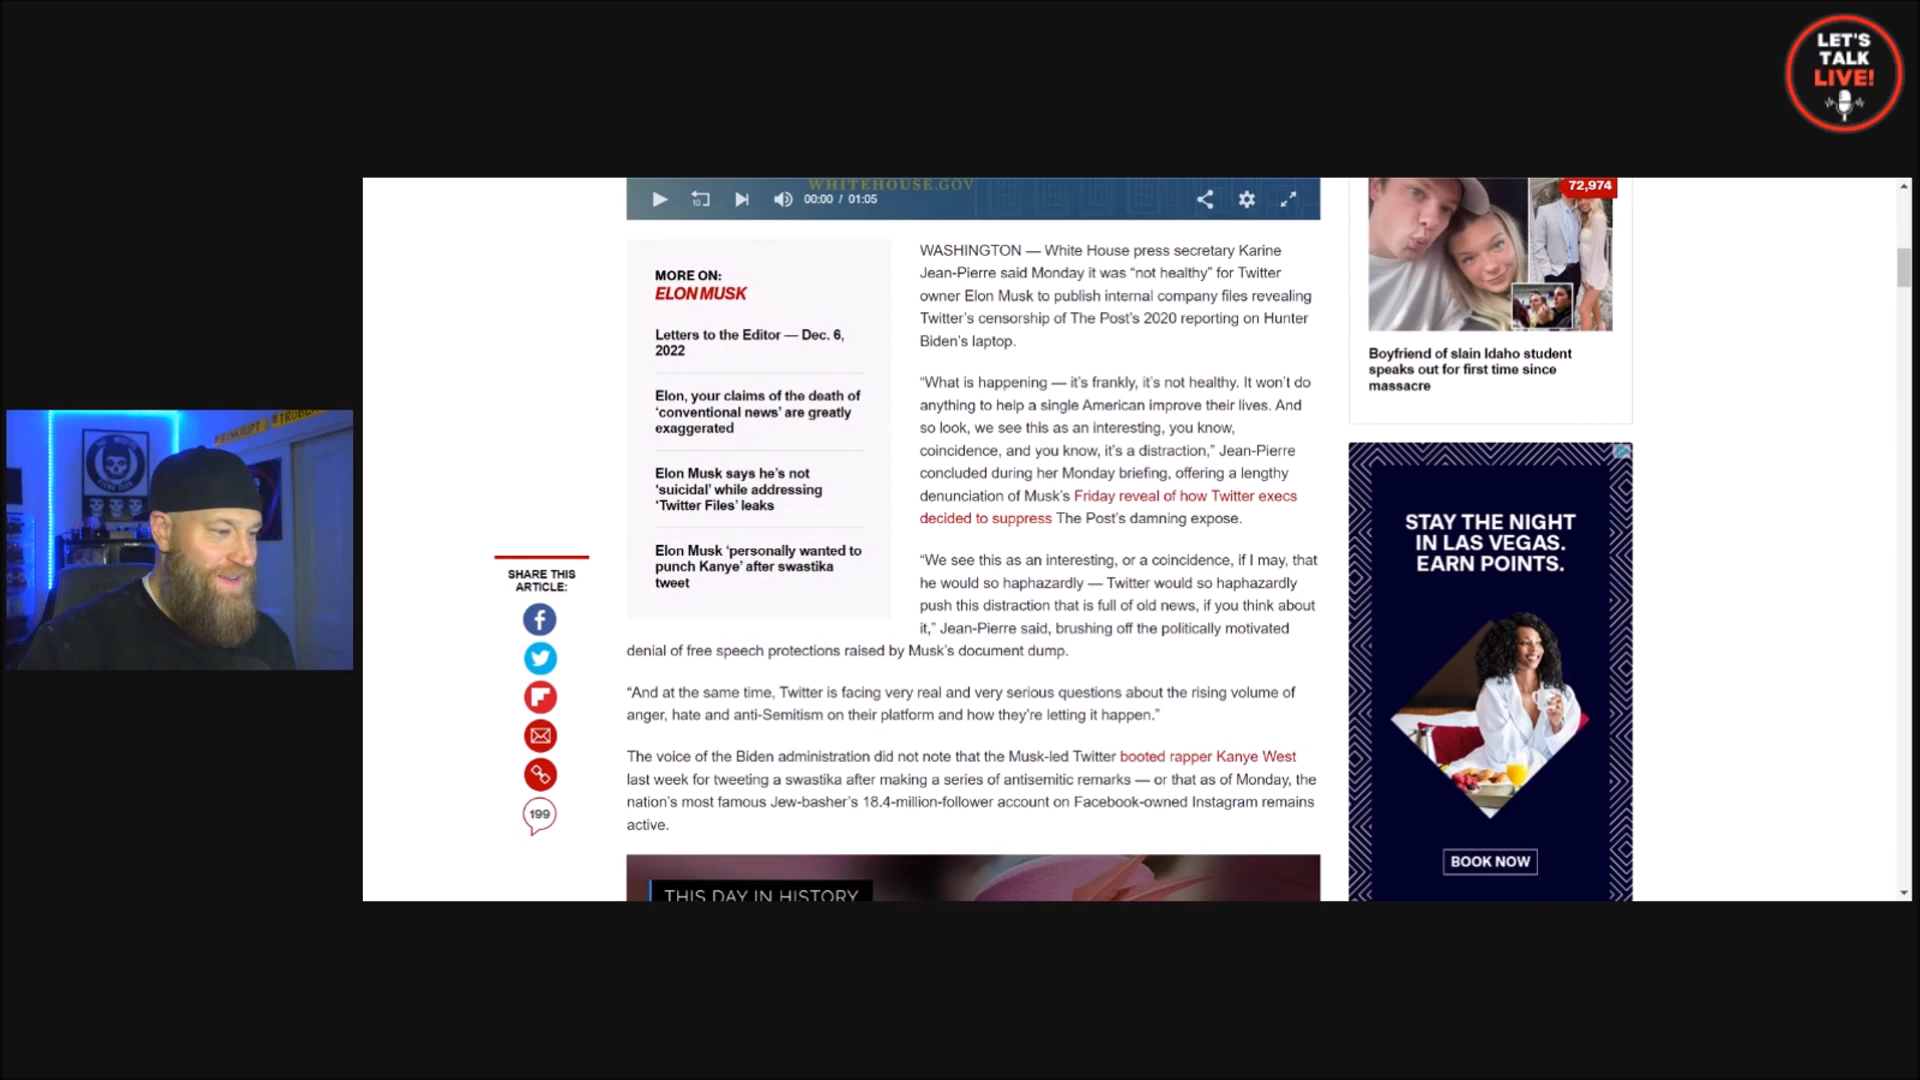 LET'S
TALK
LIVE!
WHITEHOUSE.GOV
10
00:00 / 01:05
72,974
MORE ON:
ELON MUSK
Letters to the Editor — Dec. 6,
2022
Elon, your claims of the death of
‘conventional news’ are greatly
exaggerated
Elon Musk says he’s not
‘suicidal’ while addressing
‘Twitter Files’ leaks
Elon Musk ‘personally wanted to
punch Kanye’ after swastika
tweet
WASHINGTON — White House press secretary Karine
Jean-Pierre said Monday it was “not healthy” for Twitter
owner Elon Musk to publish internal company files revealing
Twitter’s censorship of The Post’s 2020 reporting on Hunter
Biden’s laptop.
“What is happening — it’s frankly, it’s not healthy. It won’t do
anything to help a single American improve their lives. And
so look, we see this as an interesting, you know,
coincidence, and you know, it’s a distraction,” Jean-Pierre
concluded during her Monday briefing, offering a lengthy
denunciation of Musk’s Friday reveal of how Twitter execs
decided to suppress The Post’s damning expose.
“We see this as an interesting, or a coincidence, if I may, that
he would so haphazardly — Twitter would so haphazardly
push this distraction that is full of old news, if you think about
it,” Jean-Pierre said, brushing off the politically motivated
denial of free speech protections raised by Musk’s document dump.
“And at the same time, Twitter is facing very real and very serious questions about the rising volume of
anger, hate and anti-Semitism on their platform and how they’re letting it happen.”
The voice of the Biden administration did not note that the Musk-led Twitter booted rapper Kanye West
last week for tweeting a swastika after making a series of antisemitic remarks — or that as of Monday, the
nation’s most famous Jew-basher’s 18.4-million-follower account on Facebook-owned Instagram remains
active.
THIS DAY IN HISTORY
SHARE THIS
ARTICLE:
199
Boyfriend of slain Idaho student
speaks out for first time since
massacre
STAY THE NIGHT
IN LAS VEGAS.
EARN POINTS.
BOOK NOW